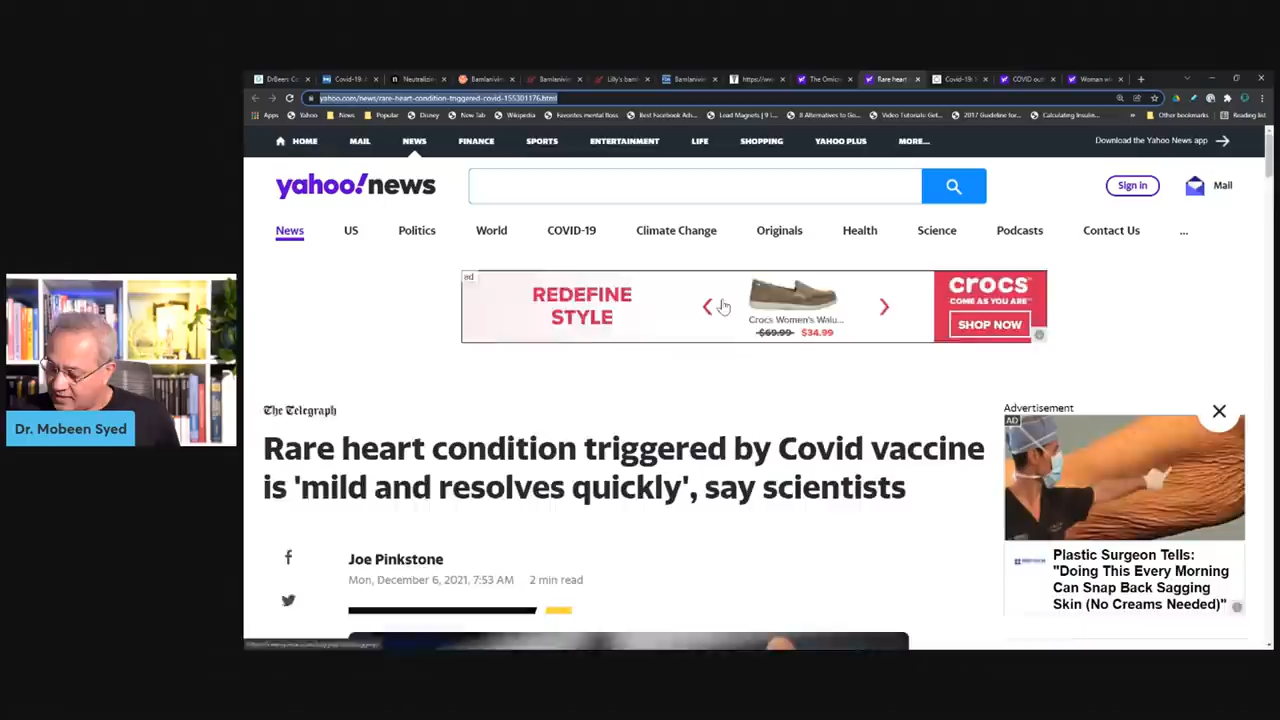 DrBeen: Co
Covid-19:
Neutralizin
Bamlanivim
Bamlanivim
Lilly's baml
Bamlanivin
https://ww
The Omicr
Rare heart
Covid-19:
COVID out
Woman wi
yahoo.com/news/rare-heart-condition-triggered-covid-155301176.html
Apps
Yahoo
News
Popular
Disney
New Tab
Wikipedia
Favorites mental floss
Best Facebook Ads...
Lead Magnets | 9 I...
8 Alternatives to Go...
Video Tutorials: Get...
2017 Guideline for...
Calculating Insulin...
Other bookmarks
Reading list
HOME
MAIL
NEWS
FINANCE
SPORTS
ENTERTAINMENT
LIFE
SHOPPING
YAHOO PLUS
MORE...
Download the Yahoo News app
yahoo!news
Sign in
Mail
News
US
Politics
World
COVID-19
Climate Change
Originals
Health
Science
Podcasts
Contact Us
...
ad
REDEFINE
STYLE
Crocs Women's Walu...
$69.99 $34.99
crocs™
COME AS YOU ARE™
SHOP NOW
Dr. Mobeen Syed
The Telegraph
Rare heart condition triggered by Covid vaccine
is 'mild and resolves quickly', say scientists
Joe Pinkstone
Mon, December 6, 2021, 7:53 AM
2 min read
Advertisement
AD
Plastic Surgeon Tells:
"Doing This Every Morning
Can Snap Back Sagging
Skin (No Creams Needed)"